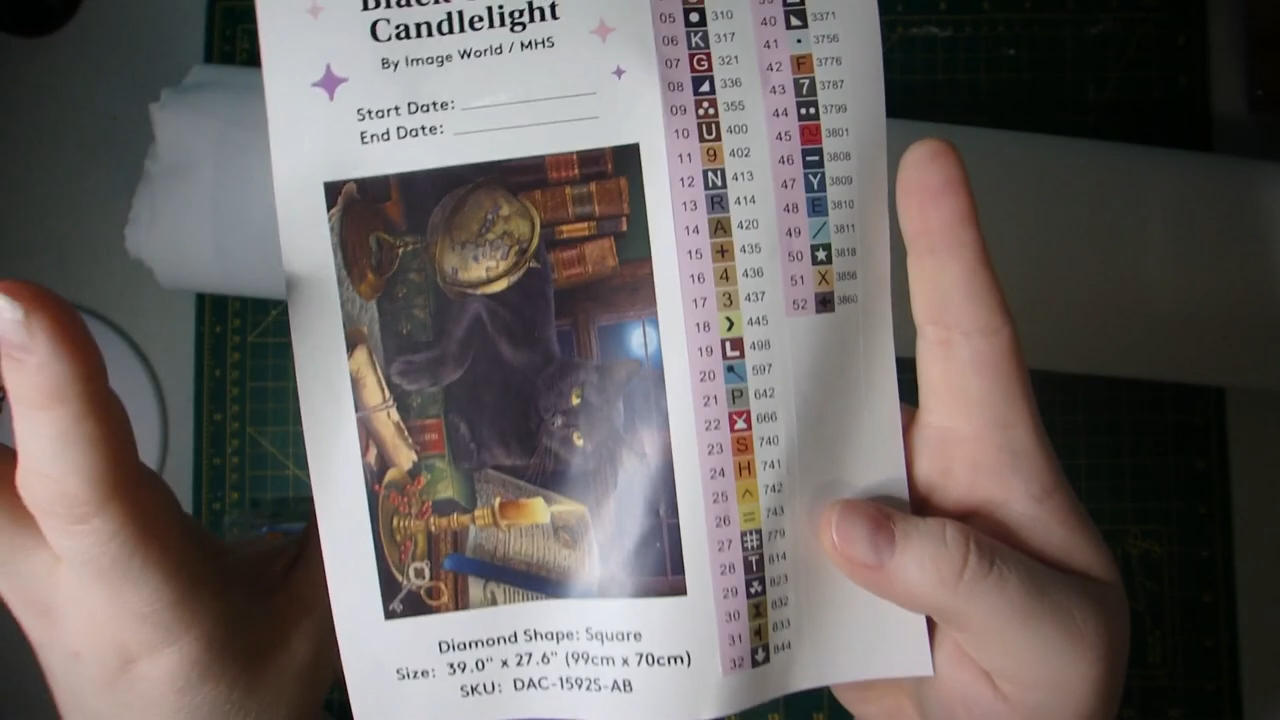 Candlelight
By Image World / MHS
Start Date:
End Date:
Diamond Shape: Square
Size: 39.0" x 27.6" (99cm x 70cm)
SKU: DAC-1592S-AB
05 310
06 K 317
07 G 321
08 336
09 355
10 U 400
11 9 402
12 N 413
13 R 414
14 A 420
15 + 435
16 4 436
17 3 437
18 445
19 L 498
20 597
21 P 642
22 666
23 S 740
24 H 741
25 ^ 742
26 = 743
27 # 779
28 T 814
29 823
30 832
31 833
32 844
40 3371
41 3756
42 F 3776
43 7 3787
44 3799
45 3801
46 – 3808
47 Y 3809
48 E 3810
49 / 3811
50 ★ 3818
51 X 3856
52 3860